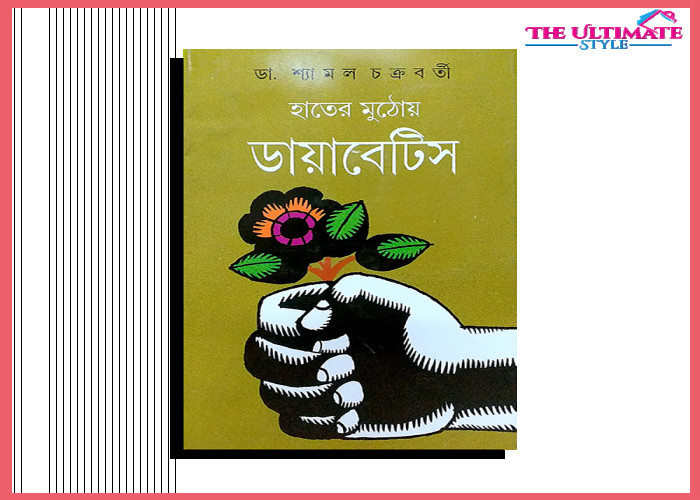 THE ULTIMATE
STYLE
ডা. শ্যামল চক্রবর্তী
হাতের মুঠোয়
ডায়াবেটিস